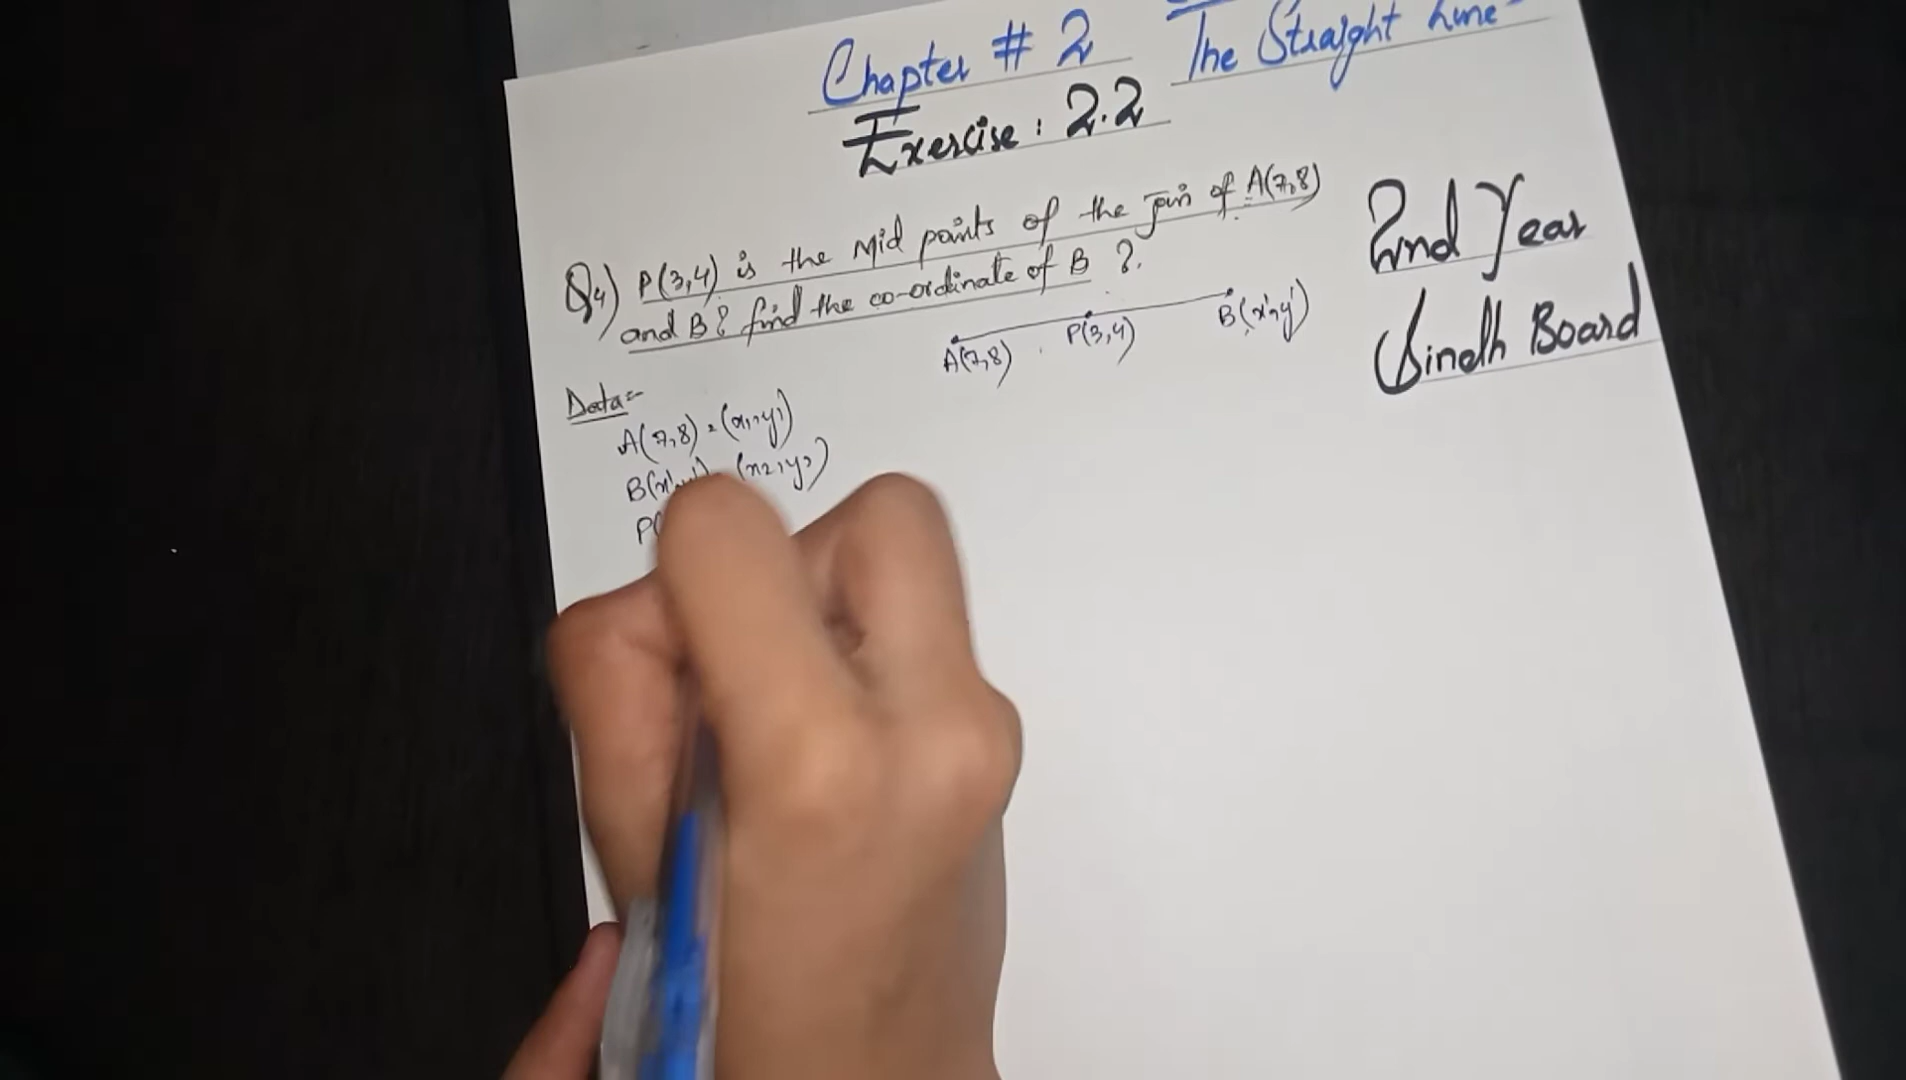 Chapter # 2 The Straight Line
Exercise: 2.2
Q4) P(3,4) is the mid points of the join of A(7,8)
and B? find the co-ordinate of B ?.
2nd Year
Sindh Board
A(7,8) P(3,4) B(x',y')
Data:-
A(7,8) = (x1,y1)
B(x',y') = (x2,y2)
P(